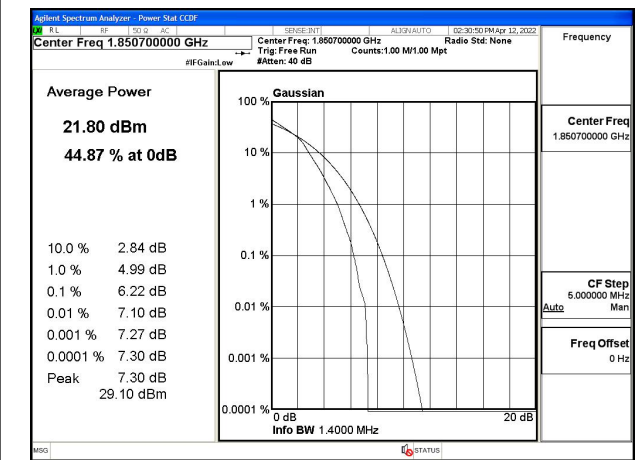 Agilent Spectrum Analyzer - Power Stat CCDF
LXI RL RF 50 Ω AC SENSE:INT ALIGNAUTO 02:30:50 PM Apr 12, 2022
Center Freq 1.850700000 GHz
Center Freq: 1.850700000 GHz Radio Std: None
Trig: Free Run Counts:1.00 M/1.00 Mpt
#IFGain:Low #Atten: 40 dB
Frequency
Average Power
21.80 dBm
44.87 % at 0dB
10.0 % 2.84 dB
1.0 % 4.99 dB
0.1 % 6.22 dB
0.01 % 7.10 dB
0.001 % 7.27 dB
0.0001 % 7.30 dB
Peak 7.30 dB
29.10 dBm
Gaussian
100 %
10 %
1 %
0.1 %
0.01 %
0.001 %
0.0001 %
0 dB 20 dB
Info BW 1.4000 MHz
Center Freq
1.850700000 GHz
CF Step
5.000000 MHz
Auto Man
Freq Offset
0 Hz
MSG STATUS